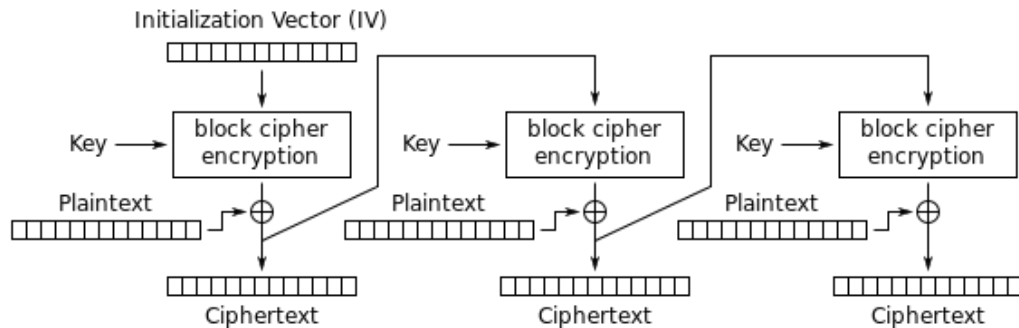 Initialization Vector (IV)
Key
block cipher
encryption
Key
block cipher
encryption
Key
block cipher
encryption
Plaintext
Plaintext
Plaintext
Ciphertext
Ciphertext
Ciphertext